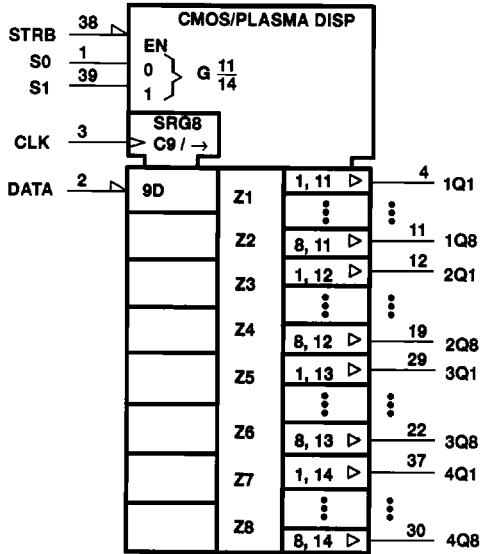 CMOS/PLASMA DISP
STRB 38 EN
S0 1 0
S1 39 1
G 11/14
SRG8
CLK 3 C9 / →
DATA 2 9D
Z1 1, 11 ▷ 4 1Q1
Z2 8, 11 ▷ 11 1Q8
Z3 1, 12 ▷ 12 2Q1
Z4 8, 12 ▷ 19 2Q8
Z5 1, 13 ▷ 29 3Q1
Z6 8, 13 ▷ 22 3Q8
Z7 1, 14 ▷ 37 4Q1
Z8 8, 14 ▷ 30 4Q8